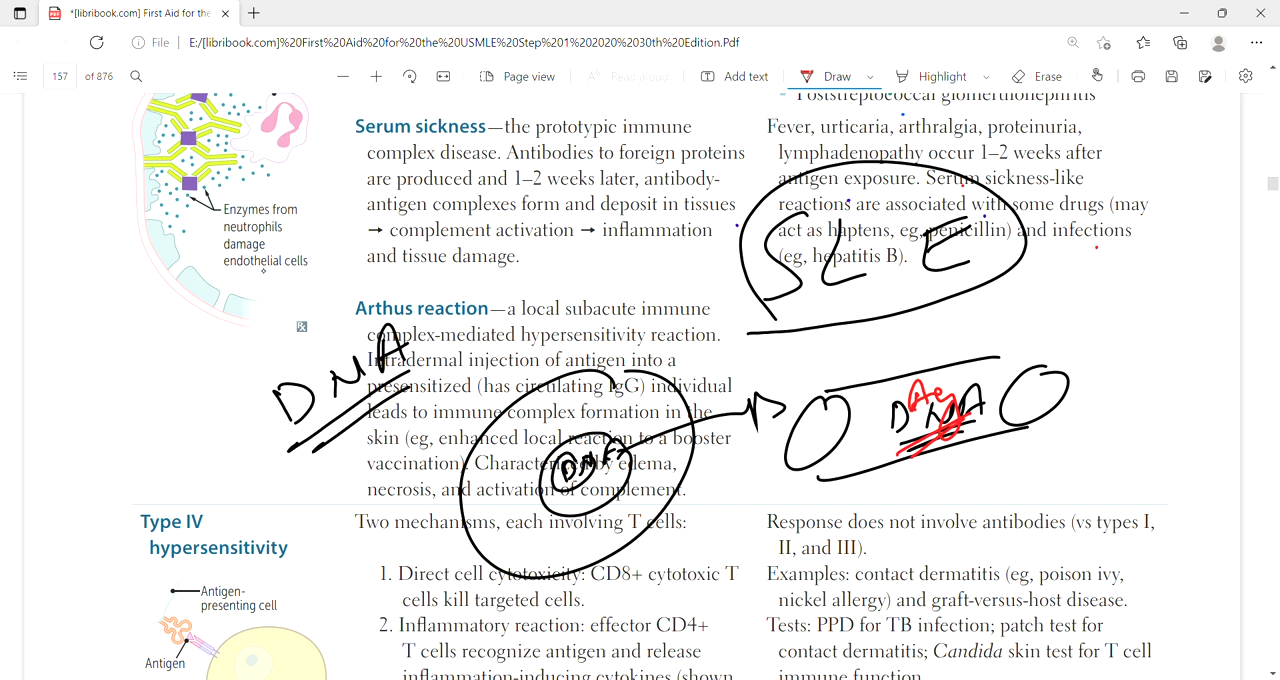 *[libribook.com] First Aid for the
File
E:/[libribook.com]%20First%20Aid%20for%20the%20USMLE%20Step%201%202020%2030th%20Edition.Pdf
157 of 876
Page view
Read aloud
Add text
Draw
Highlight
Erase
Poststreptococcal glomerulonephritis
Enzymes from
neutrophils
damage
endothelial cells
Serum sickness—the prototypic immune
complex disease. Antibodies to foreign proteins
are produced and 1–2 weeks later, antibody-
antigen complexes form and deposit in tissues
→ complement activation → inflammation
and tissue damage.
Fever, urticaria, arthralgia, proteinuria,
lymphadenopathy occur 1–2 weeks after
antigen exposure. Serum sickness-like
reactions are associated with some drugs (may
act as haptens, eg, penicillin) and infections
(eg, hepatitis B).
SLE
Arthus reaction—a local subacute immune
complex-mediated hypersensitivity reaction.
Intradermal injection of antigen into a
presensitized (has circulating IgG) individual
leads to immune complex formation in the
skin (eg, enhanced local reaction to a booster
vaccination). Characterized by edema,
necrosis, and activation of complement.
DNA
DNA
DNA
Ag
Type IV
hypersensitivity
Two mechanisms, each involving T cells:
1. Direct cell cytotoxicity: CD8+ cytotoxic T
cells kill targeted cells.
2. Inflammatory reaction: effector CD4+
T cells recognize antigen and release
inflammation-inducing cytokines (shown
Response does not involve antibodies (vs types I,
II, and III).
Examples: contact dermatitis (eg, poison ivy,
nickel allergy) and graft-versus-host disease.
Tests: PPD for TB infection; patch test for
contact dermatitis; Candida skin test for T cell
immune function.
Antigen-
presenting cell
Antigen